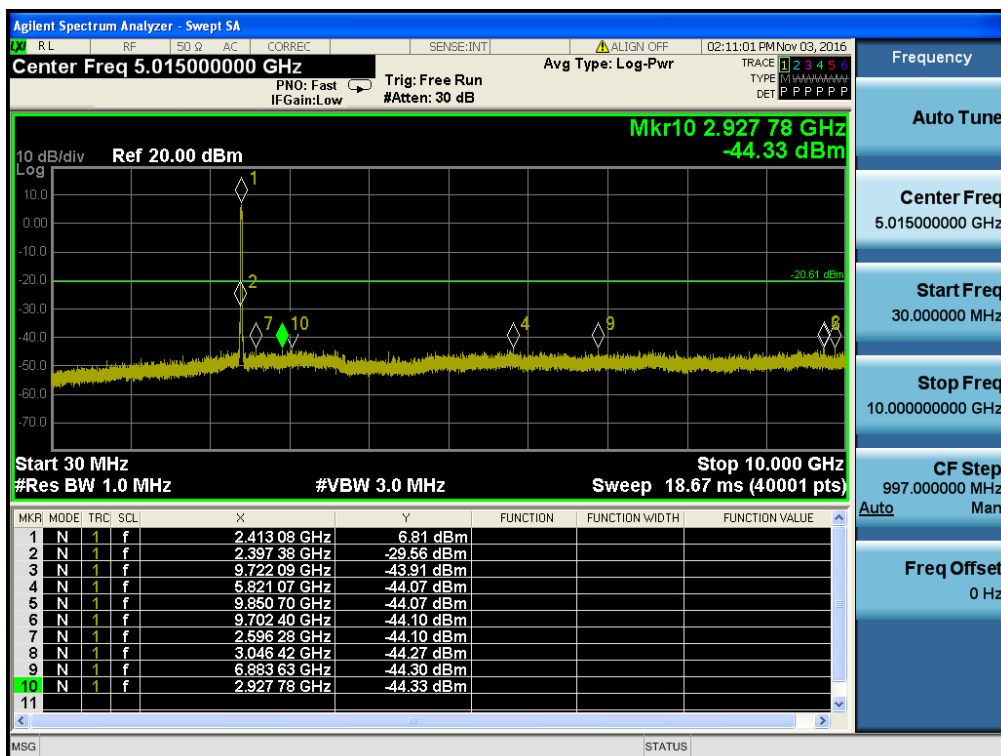 Agilent Spectrum Analyzer - Swept SA
LXI RL RF 50 Ω AC CORREC SENSE:INT ALIGN OFF 02:11:01 PM Nov 03, 2016
Center Freq 5.015000000 GHz
Avg Type: Log-Pwr
TRACE 1 2 3 4 5 6
PNO: Fast
Trig: Free Run
TYPE M WWWWW
IFGain:Low
#Atten: 30 dB
DET P P P P P P
Mkr10 2.927 78 GHz
-44.33 dBm
10 dB/div Ref 20.00 dBm
Log
10.0
0.00
-10.0
-20.0
-30.0
-40.0
-50.0
-60.0
-70.0
1
2
-20.61 dBm
7 10 4 9 6
Start 30 MHz Stop 10.000 GHz
#Res BW 1.0 MHz #VBW 3.0 MHz Sweep 18.67 ms (40001 pts)
MKR MODE TRC SCL X Y FUNCTION FUNCTION WIDTH FUNCTION VALUE
1 N 1 f 2.413 08 GHz 6.81 dBm
2 N 1 f 2.397 38 GHz -29.56 dBm
3 N 1 f 9.722 09 GHz -43.91 dBm
4 N 1 f 5.821 07 GHz -44.07 dBm
5 N 1 f 9.850 70 GHz -44.07 dBm
6 N 1 f 9.702 40 GHz -44.10 dBm
7 N 1 f 2.596 28 GHz -44.10 dBm
8 N 1 f 3.046 42 GHz -44.27 dBm
9 N 1 f 6.883 63 GHz -44.30 dBm
10 N 1 f 2.927 78 GHz -44.33 dBm
11
MSG STATUS
Frequency
Auto Tune
Center Freq
5.015000000 GHz
Start Freq
30.000000 MHz
Stop Freq
10.000000000 GHz
CF Step
997.000000 MHz
Auto Man
Freq Offset
0 Hz